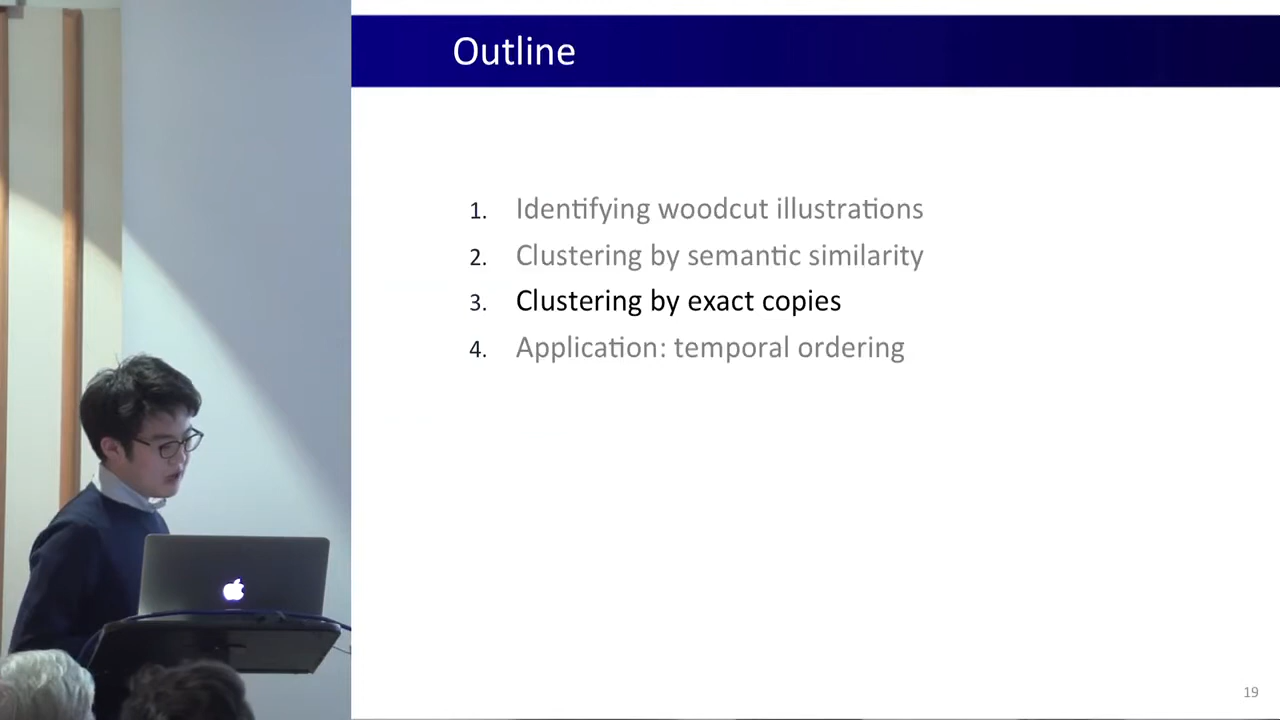 Outline
1. Identifying woodcut illustrations
2. Clustering by semantic similarity
3. Clustering by exact copies
4. Application: temporal ordering
19